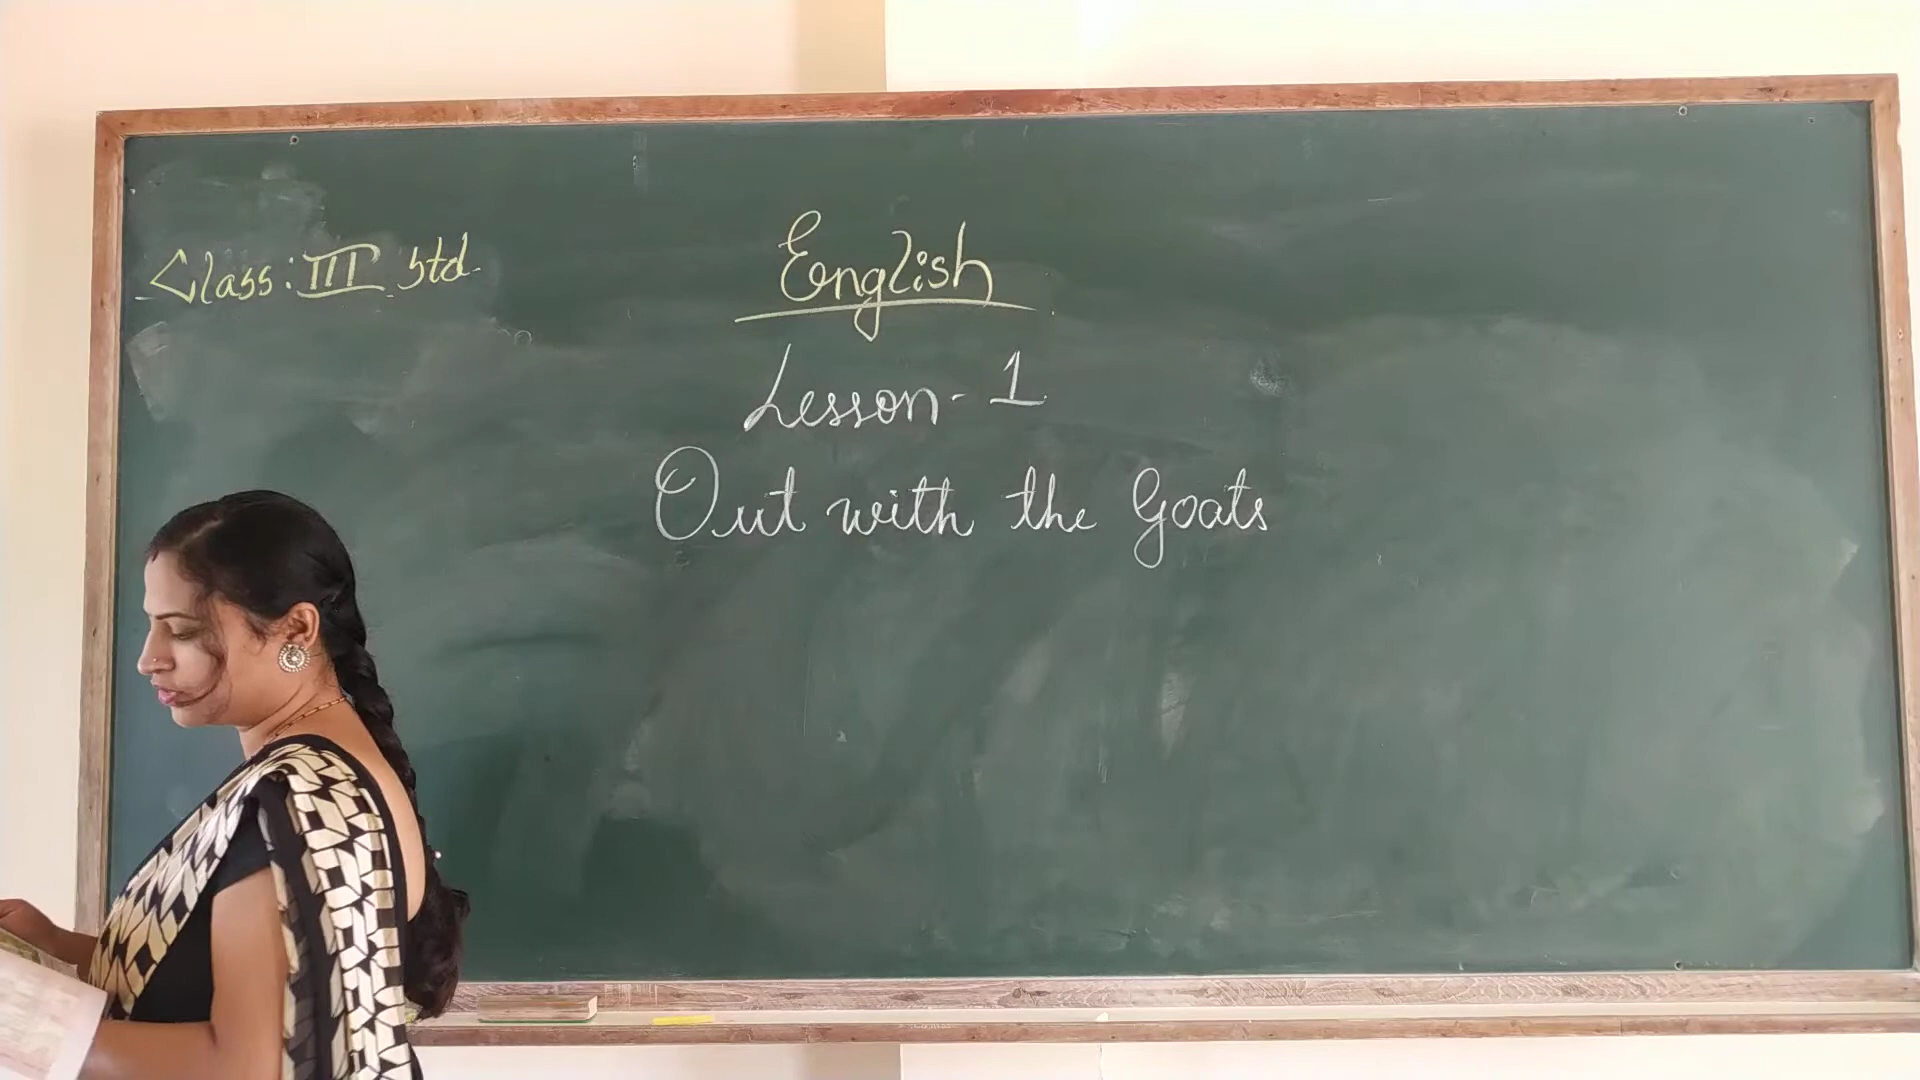 Class: III Std.
English
Lesson - 1
Out with the Goats